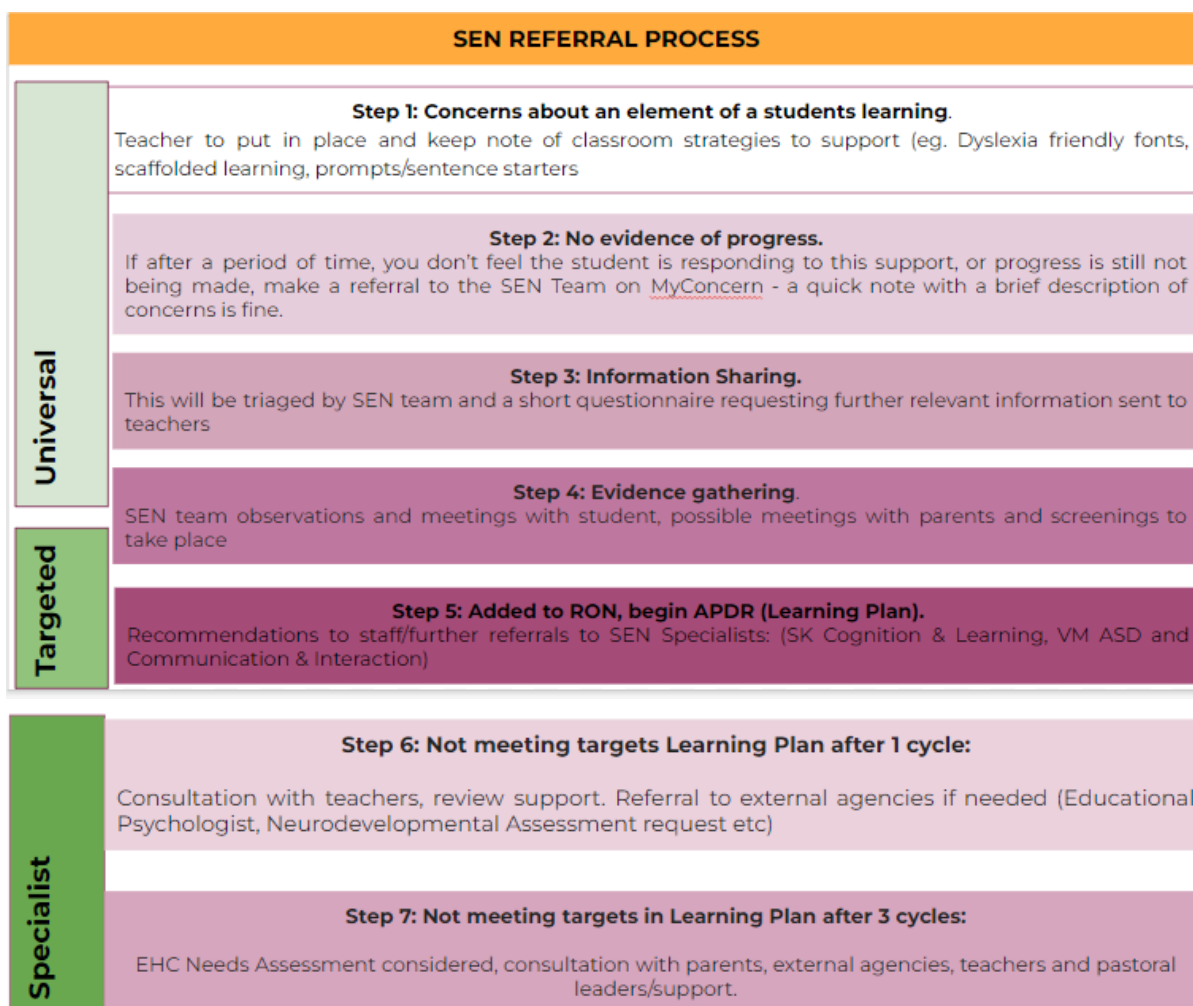 SEN REFERRAL PROCESS
Universal
Step 1: Concerns about an element of a students learning.
Teacher to put in place and keep note of classroom strategies to support (eg. Dyslexia friendly fonts,
scaffolded learning, prompts/sentence starters
Step 2: No evidence of progress.
If after a period of time, you don't feel the student is responding to this support, or progress is still not
being made, make a referral to the SEN Team on MyConcern - a quick note with a brief description of
concerns is fine.
Step 3: Information Sharing.
This will be triaged by SEN team and a short questionnaire requesting further relevant information sent to
teachers
Step 4: Evidence gathering.
SEN team observations and meetings with student, possible meetings with parents and screenings to
take place
Targeted
Step 5: Added to RON, begin APDR (Learning Plan).
Recommendations to staff/further referrals to SEN Specialists: (SK Cognition & Learning, VM ASD and
Communication & Interaction)
Specialist
Step 6: Not meeting targets Learning Plan after 1 cycle:
Consultation with teachers, review support. Referral to external agencies if needed (Educational
Psychologist, Neurodevelopmental Assessment request etc)
Step 7: Not meeting targets in Learning Plan after 3 cycles:
EHC Needs Assessment considered, consultation with parents, external agencies, teachers and pastoral
leaders/support.